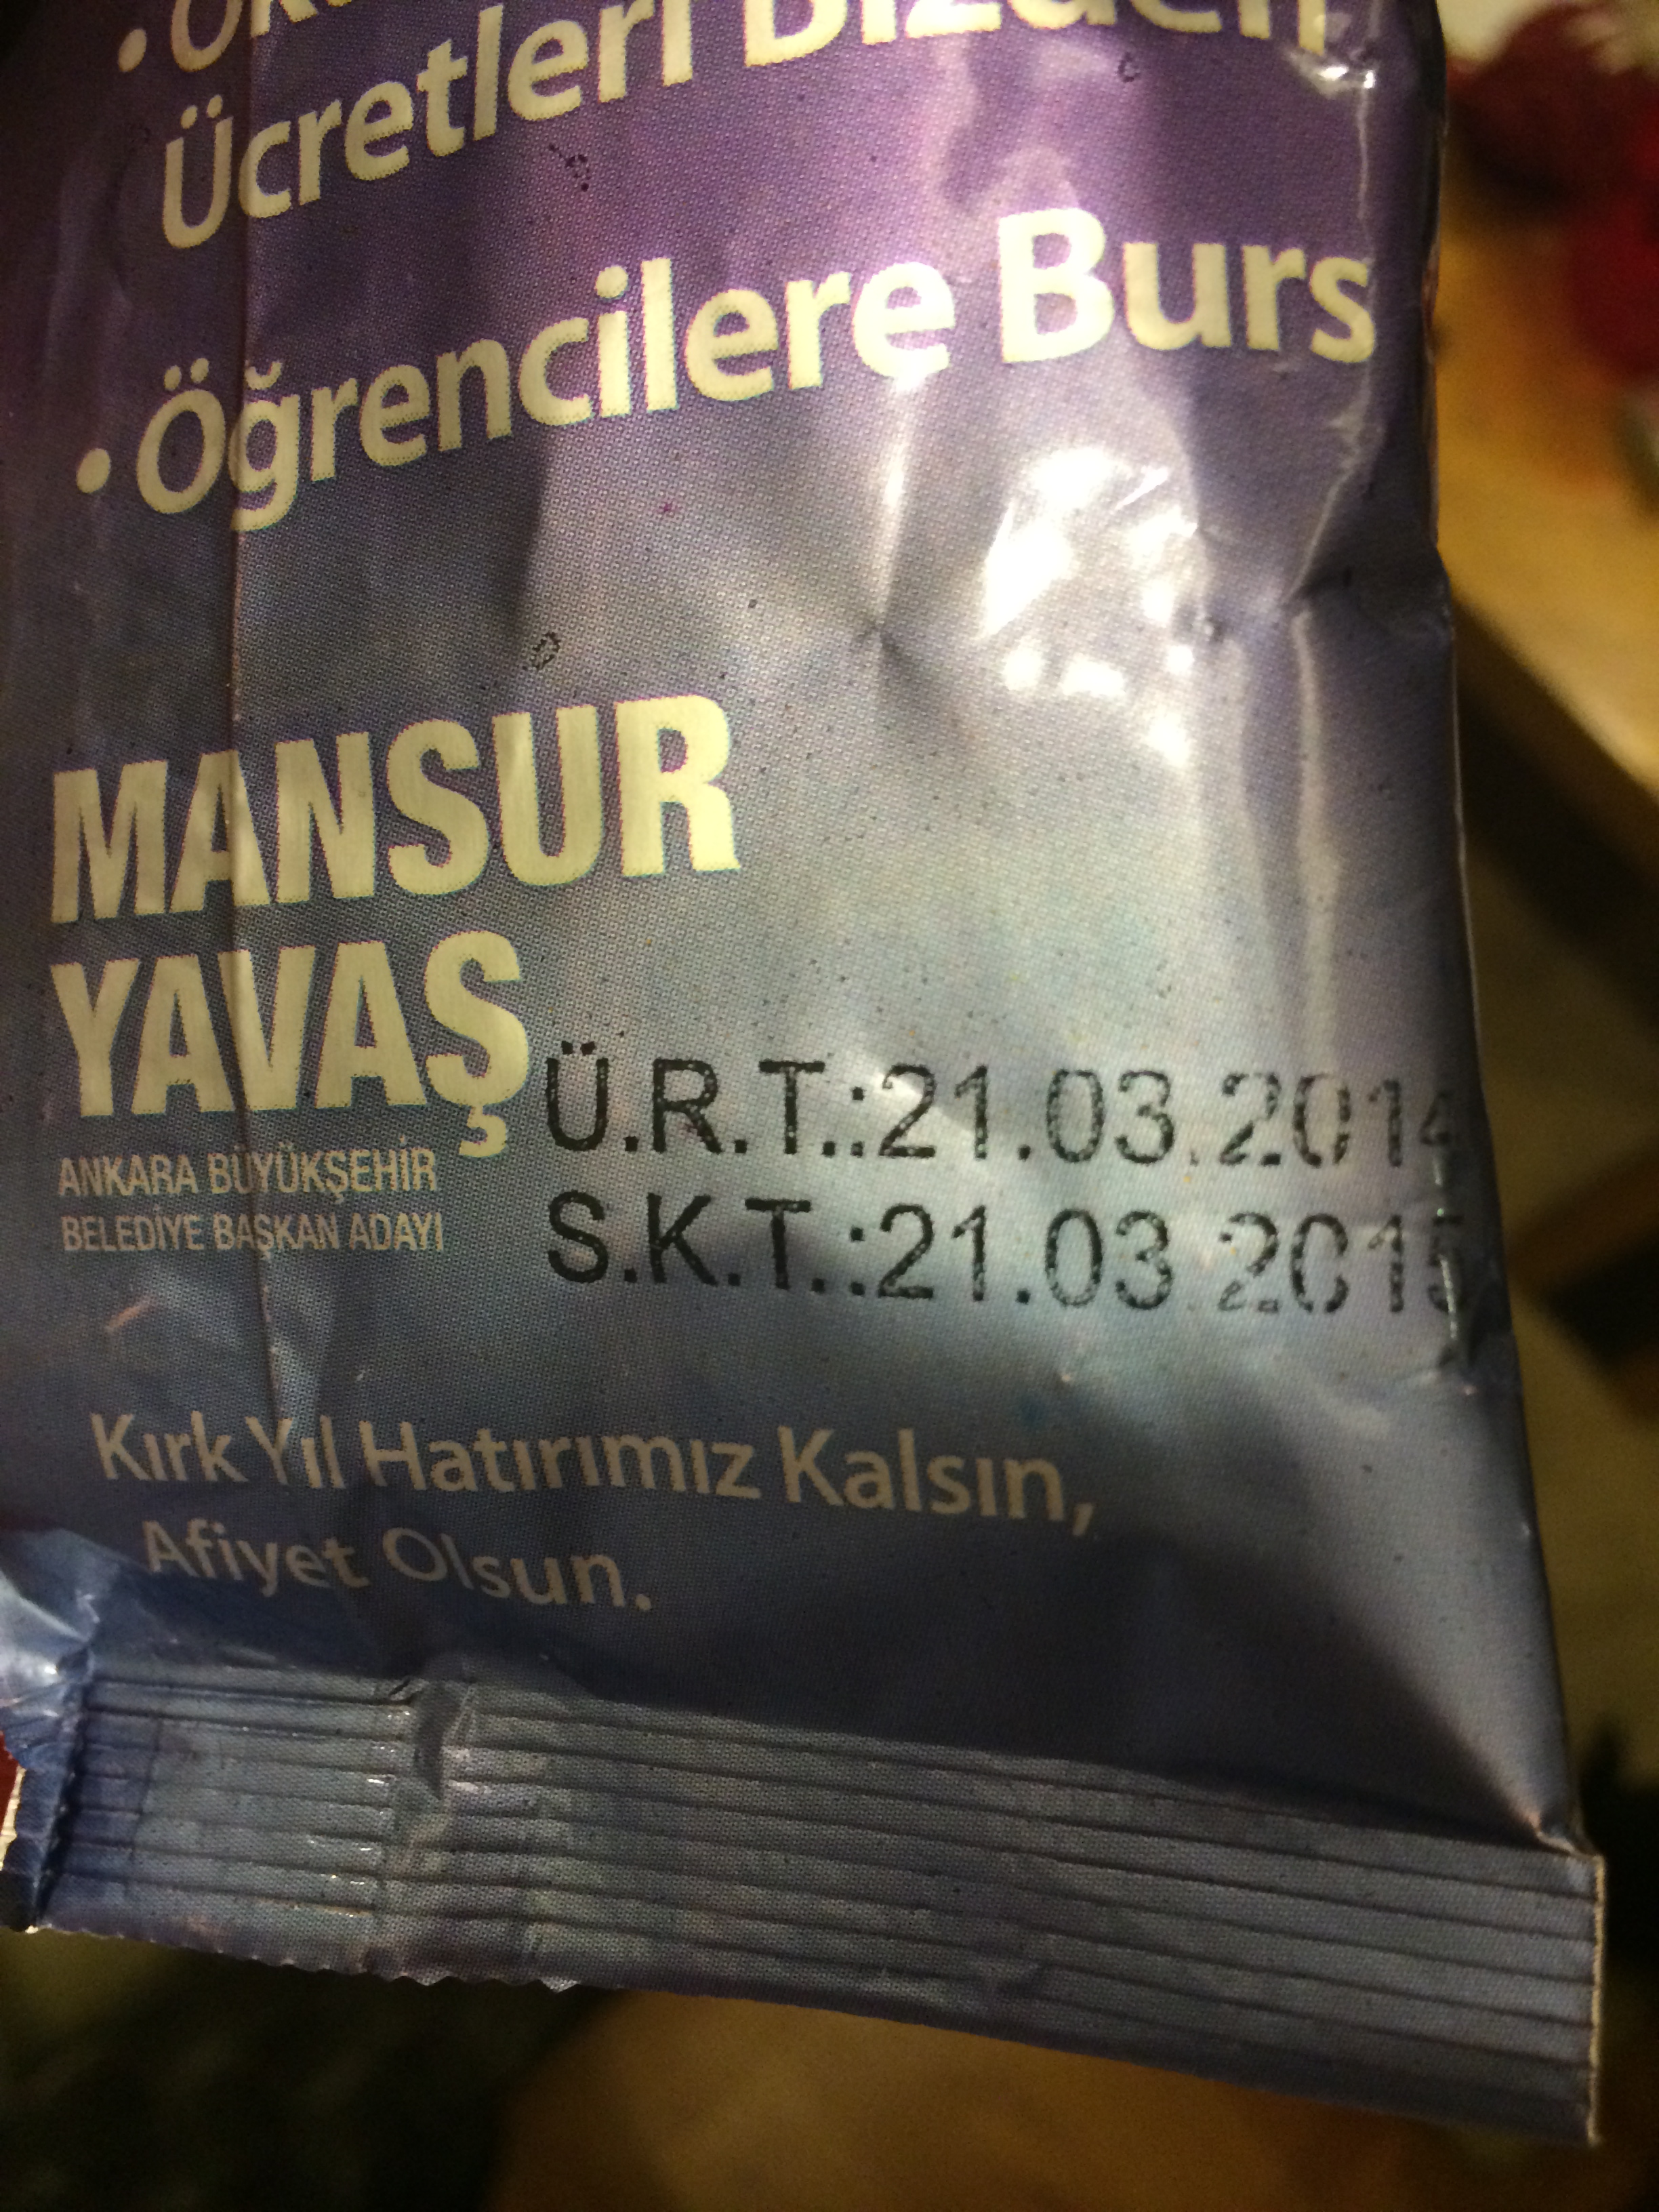 Ücretleri Bizden
• Öğrencilere Burs
MANSUR
YAVAŞ
ANKARA BÜYÜKŞEHİR
BELEDİYE BAŞKAN ADAYI
Ü.R.T.:21.03.2014
S.K.T.:21.03.2015
Kırk Yıl Hatırımız Kalsın,
Afiyet Olsun.